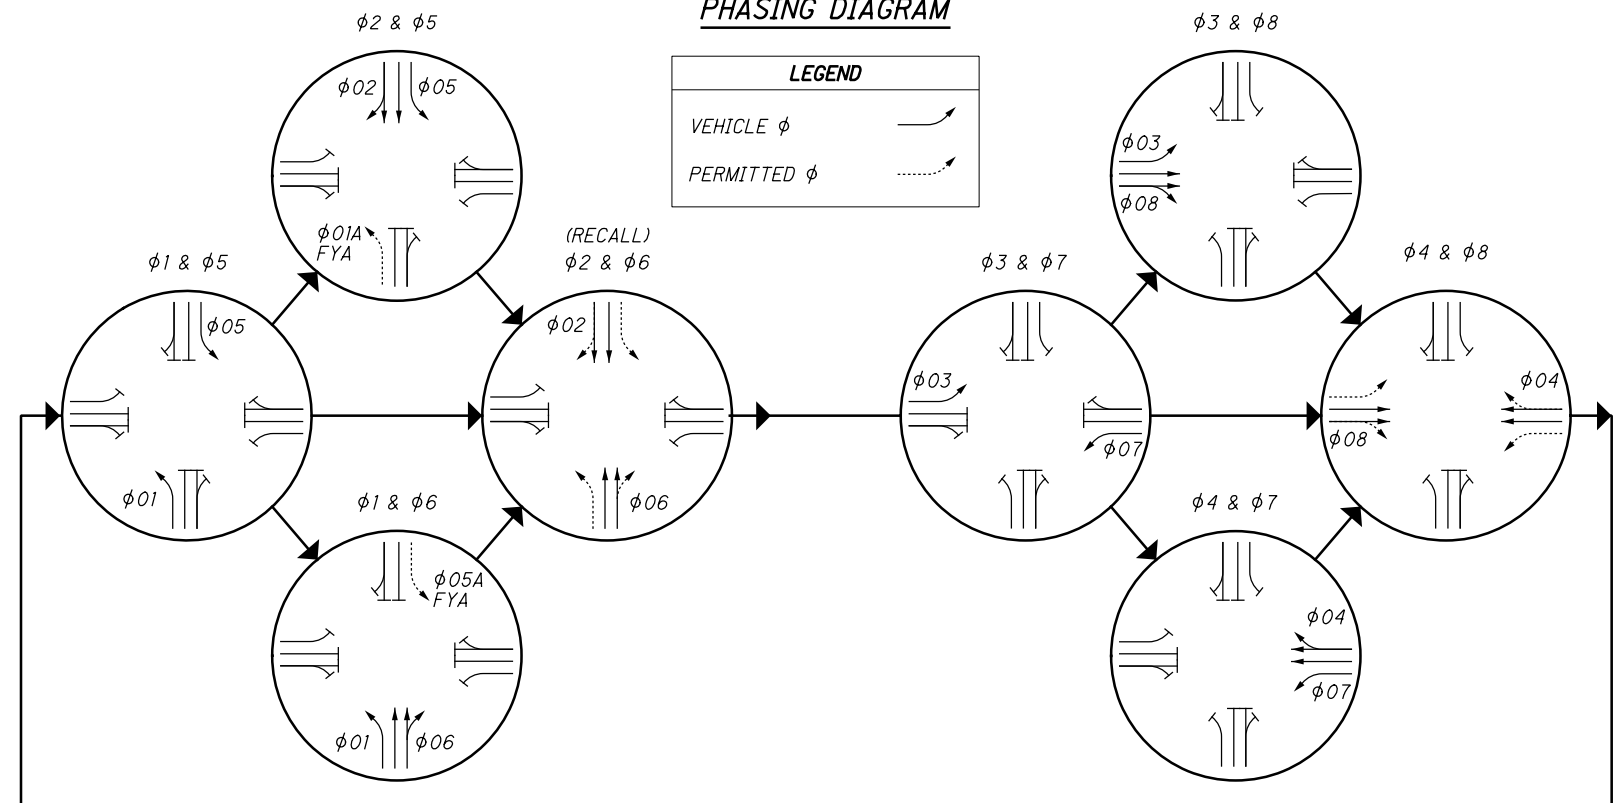 PHASING DIAGRAM
LEGEND
VEHICLE ϕ
PERMITTED ϕ
ϕ1 & ϕ5
ϕ05
ϕ01
ϕ2 & ϕ5
ϕ02
ϕ05
ϕ01A
FYA
ϕ1 & ϕ6
ϕ05A
FYA
ϕ01
ϕ06
(RECALL)
ϕ2 & ϕ6
ϕ02
ϕ06
ϕ3 & ϕ7
ϕ03
ϕ07
ϕ3 & ϕ8
ϕ03
ϕ08
ϕ4 & ϕ7
ϕ04
ϕ07
ϕ4 & ϕ8
ϕ04
ϕ08